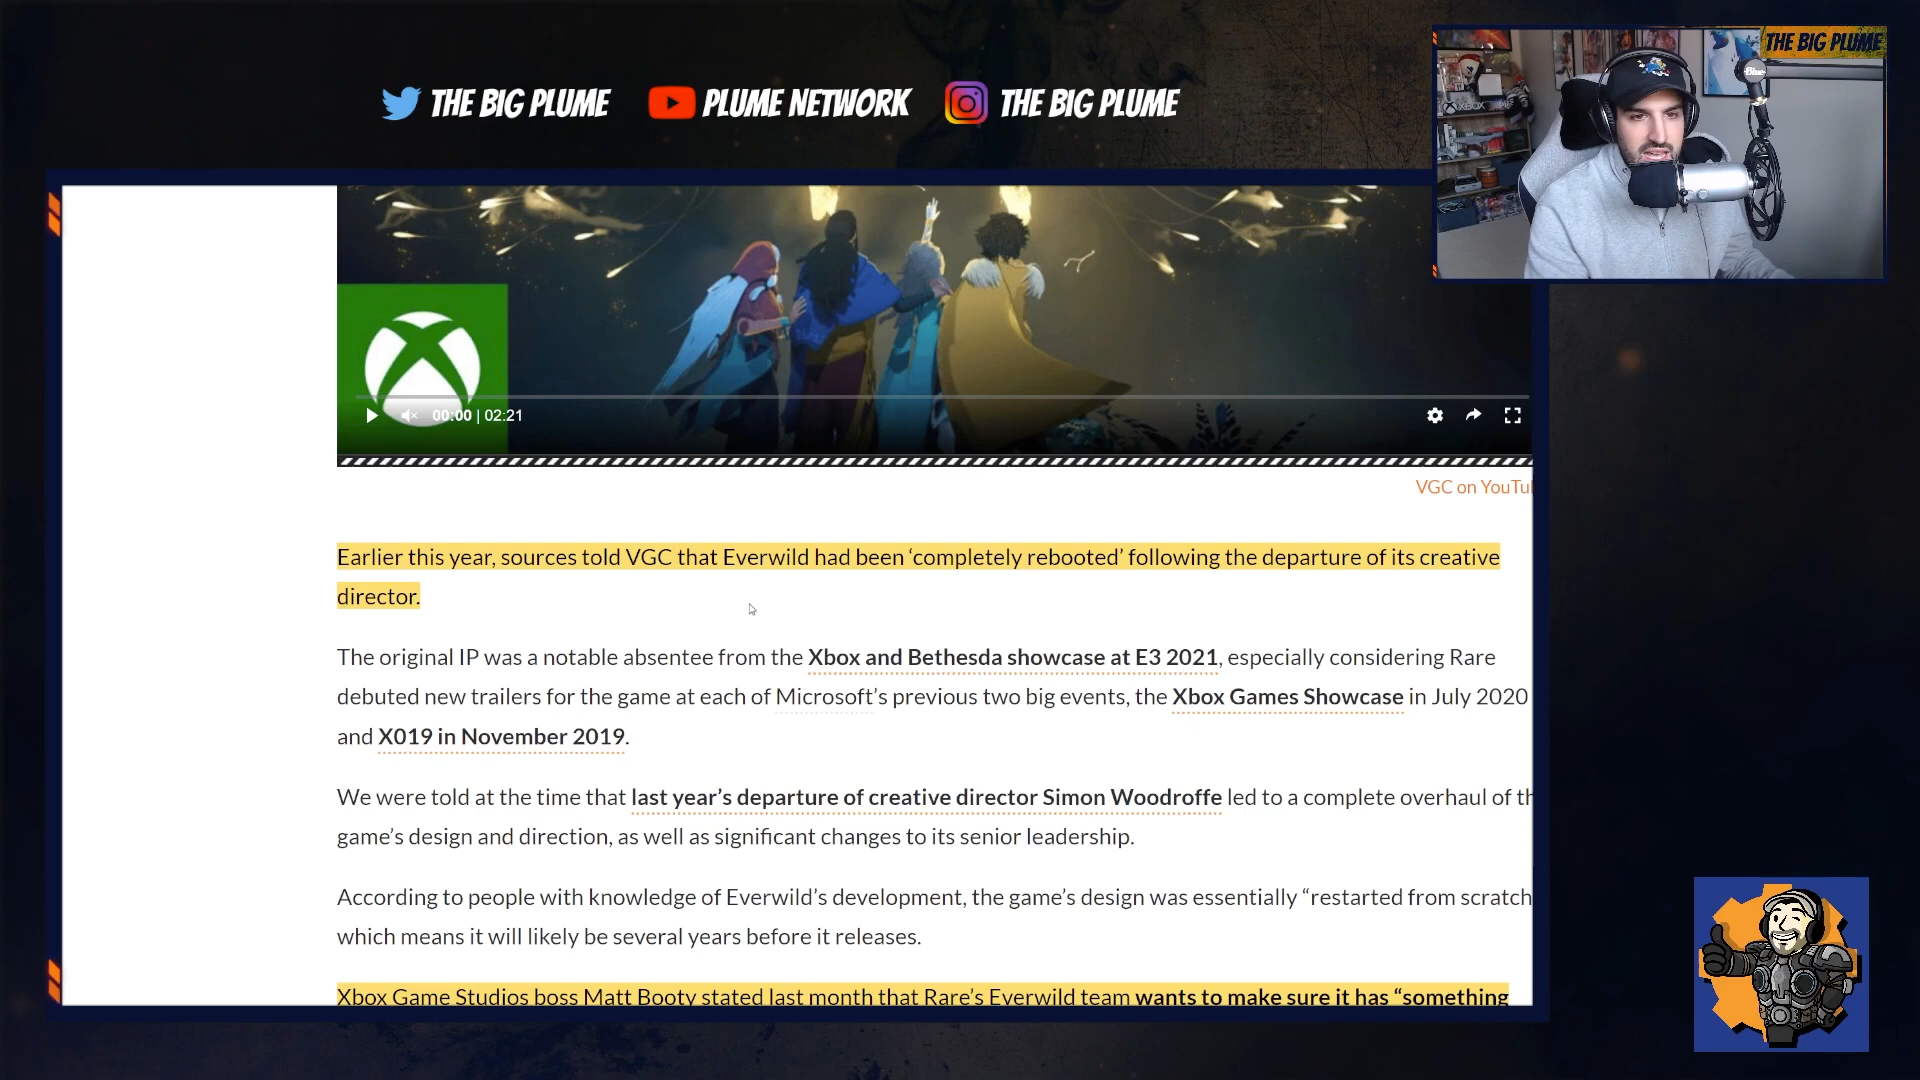 THE BIG PLUME
PLUME NETWORK
THE BIG PLUME
THE BIG PLUME
XBOX
Blue
00:00 | 02:21
VGC on YouTu
Earlier this year, sources told VGC that Everwild had been ‘completely rebooted’ following the departure of its creative
director.
The original IP was a notable absentee from the Xbox and Bethesda showcase at E3 2021, especially considering Rare
debuted new trailers for the game at each of Microsoft’s previous two big events, the Xbox Games Showcase in July 2020
and X019 in November 2019.
We were told at the time that last year’s departure of creative director Simon Woodroffe led to a complete overhaul of th
game’s design and direction, as well as significant changes to its senior leadership.
According to people with knowledge of Everwild’s development, the game’s design was essentially “restarted from scratch
which means it will likely be several years before it releases.
Xbox Game Studios boss Matt Booty stated last month that Rare’s Everwild team wants to make sure it has “something